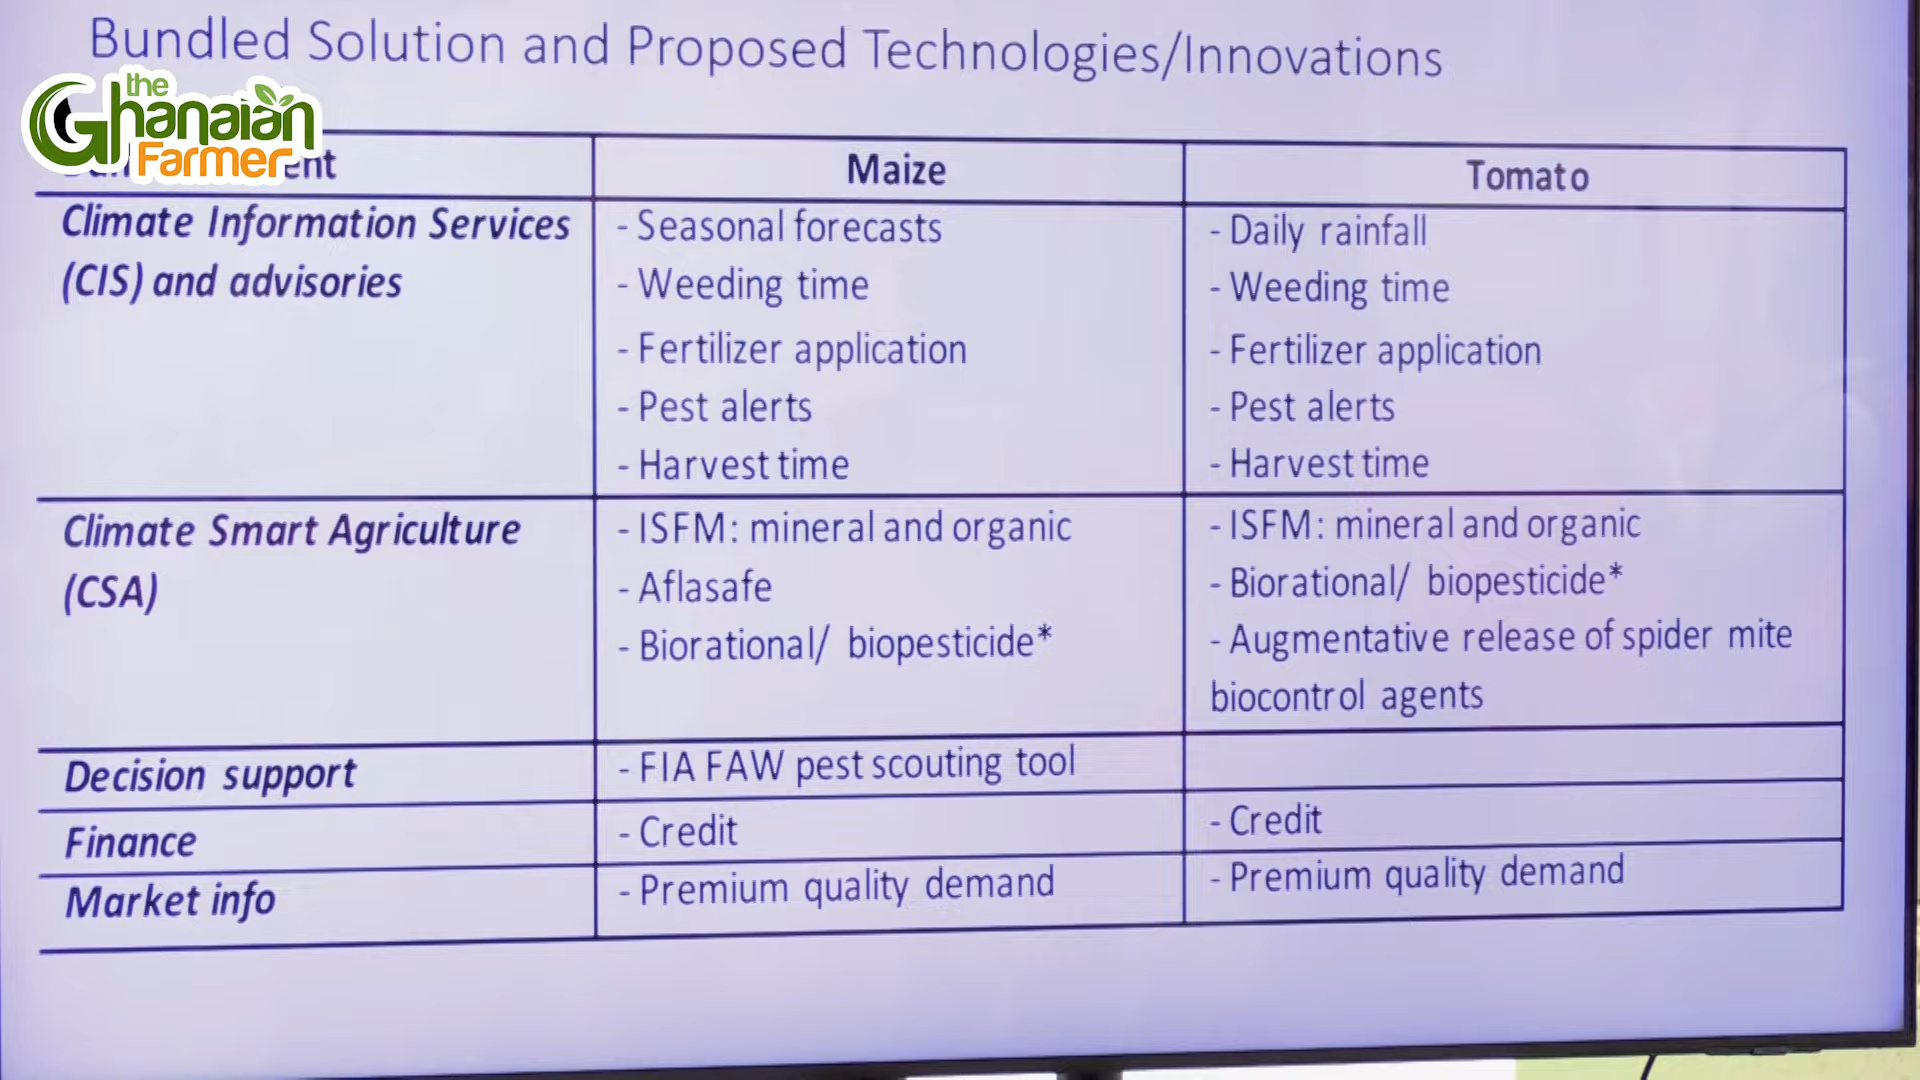 Bundled Solution and Proposed Technologies/Innovations
the
Ghanaian
Farmer
Maize
Tomato
Climate Information Services
(CIS) and advisories
- Seasonal forecasts
- Weeding time
- Fertilizer application
- Pest alerts
- Harvest time
- Daily rainfall
- Weeding time
- Fertilizer application
- Pest alerts
- Harvest time
Climate Smart Agriculture
(CSA)
- ISFM: mineral and organic
- Aflasafe
- Biorational/ biopesticide*
- ISFM: mineral and organic
- Biorational/ biopesticide*
- Augmentative release of spider mite
biocontrol agents
Decision support
- FIA FAW pest scouting tool
Finance
- Credit
- Credit
Market info
- Premium quality demand
- Premium quality demand